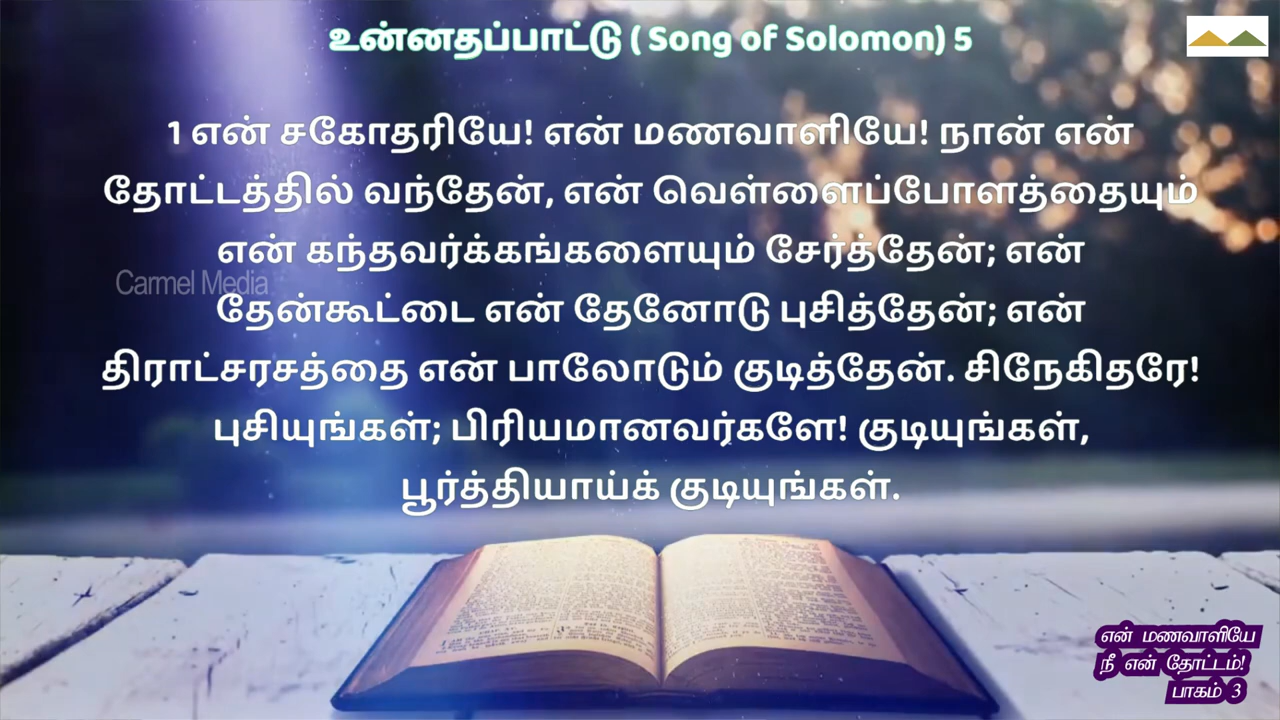 உன்னதப்பாட்டு ( Song of Solomon) 5
1 என் சகோதரியே! என் மணவாளியே! நான் என்
தோட்டத்தில் வந்தேன், என் வெள்ளைப்போளத்தையும்
என் கந்தவர்க்கங்களையும் சேர்த்தேன்; என்
Carmel Media
தேன்கூட்டை என் தேனோடு புசித்தேன்; என்
திராட்சரசத்தை என் பாலோடும் குடித்தேன். சிநேகிதரே!
புசியுங்கள்; பிரியமானவர்களே! குடியுங்கள்,
பூர்த்தியாய்க் குடியுங்கள்.
என் மணவாளியே
நீ என் தோட்டம்!
பாகம் 3